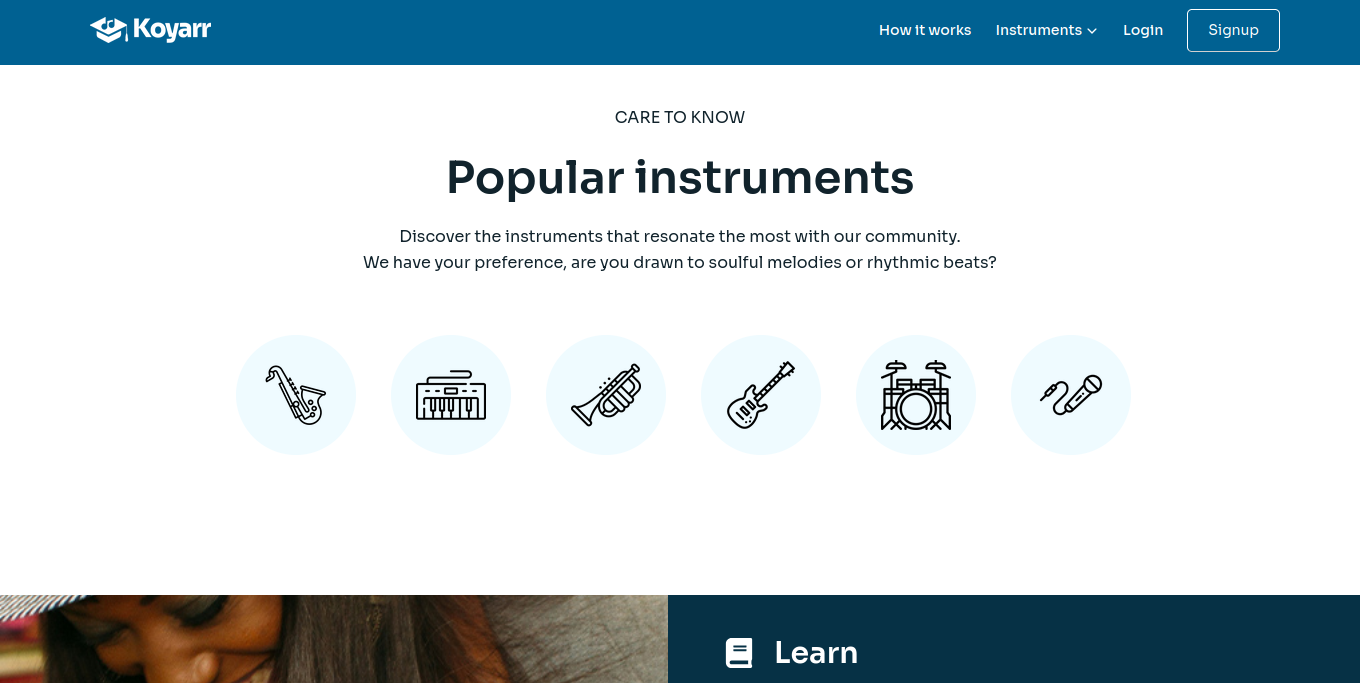 Koyarr
How it works
Instruments
Login
Signup
CARE TO KNOW
Popular instruments
Discover the instruments that resonate the most with our community.
We have your preference, are you drawn to soulful melodies or rhythmic beats?
Learn